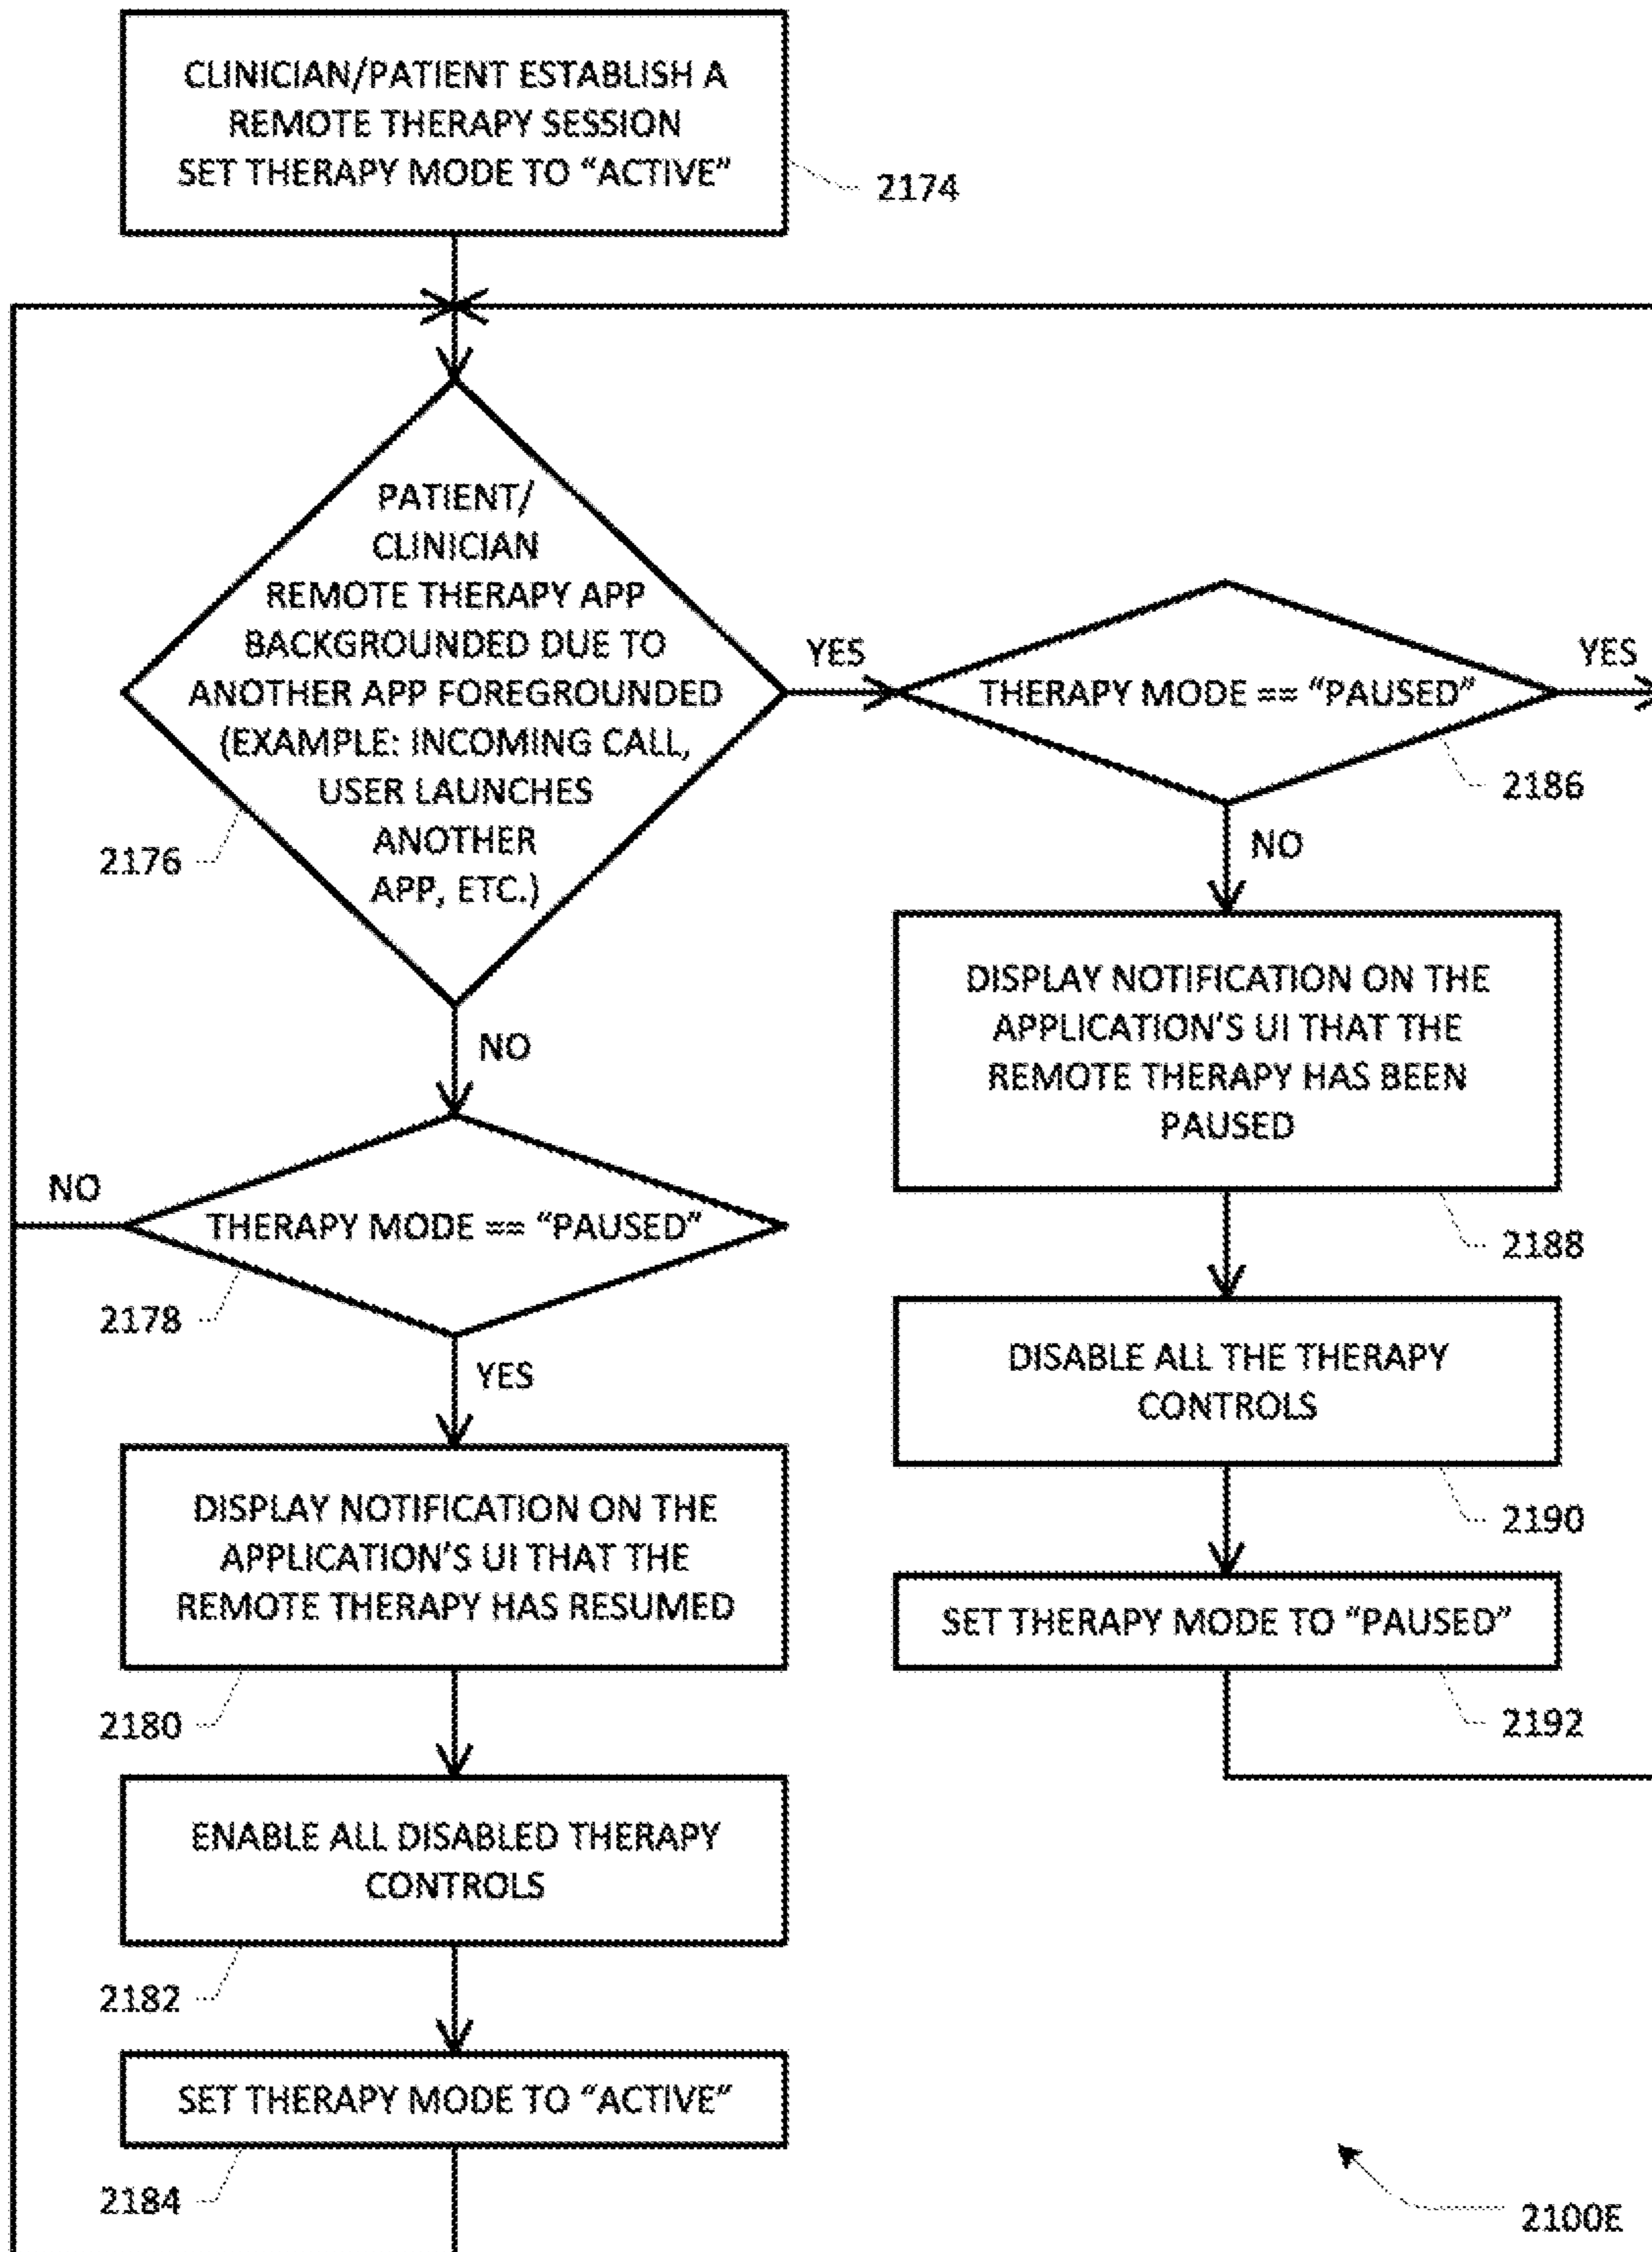 CLINICIAN/PATIENT ESTABLISH A
REMOTE THERAPY SESSION
SET THERAPY MODE TO “ACTIVE”
2174
PATIENT/
CLINICIAN
REMOTE THERAPY APP
BACKGROUNDED DUE TO
ANOTHER APP FOREGROUNDED
(EXAMPLE: INCOMING CALL,
USER LAUNCHES
ANOTHER
APP, ETC.)
2176
YES
THERAPY MODE == “PAUSED”
YES
2186
NO
DISPLAY NOTIFICATION ON THE
APPLICATION’S UI THAT THE
REMOTE THERAPY HAS BEEN
PAUSED
2188
DISABLE ALL THE THERAPY
CONTROLS
2190
SET THERAPY MODE TO “PAUSED”
2192
NO
THERAPY MODE == “PAUSED”
NO
2178
YES
DISPLAY NOTIFICATION ON THE
APPLICATION’S UI THAT THE
REMOTE THERAPY HAS RESUMED
2180
ENABLE ALL DISABLED THERAPY
CONTROLS
2182
SET THERAPY MODE TO “ACTIVE”
2184
2100E